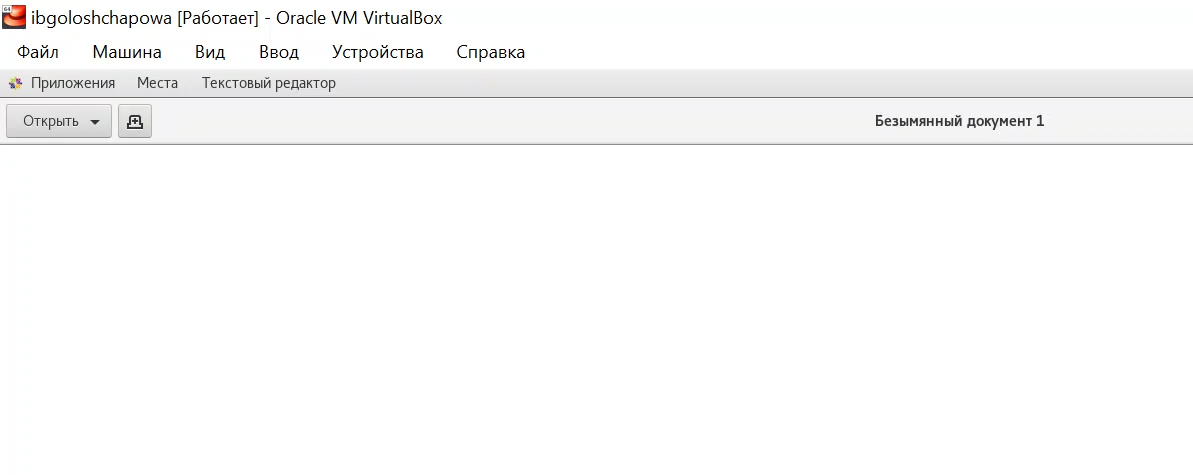 ibgoloshchapowa [Работает] - Oracle VM VirtualBox
Файл Машина Вид Ввод Устройства Справка
Приложения Места Текстовый редактор
Открыть Безымянный документ 1